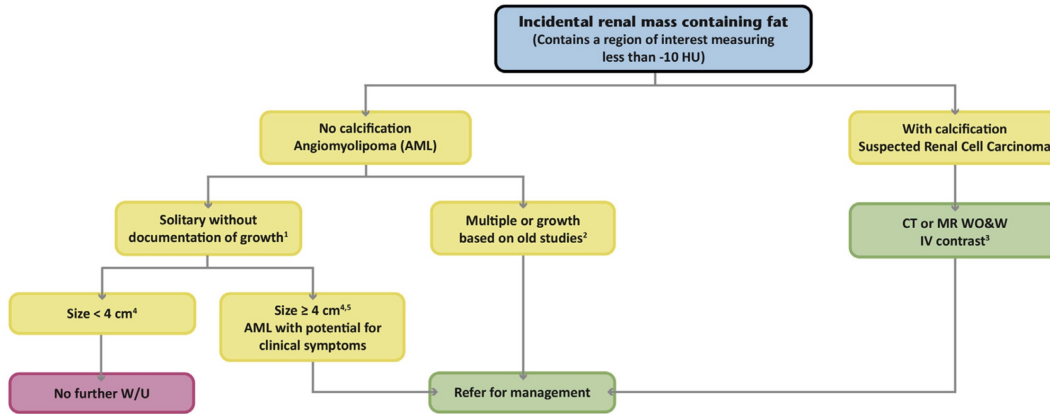 Incidental renal mass containing fat
(Contains a region of interest measuring
less than -10 HU)
No calcification
Angiomyolipoma (AML)
With calcification
Suspected Renal Cell Carcinoma
Solitary without
documentation of growth¹
Multiple or growth
based on old studies²
CT or MR WO&W
IV contrast³
Size < 4 cm⁴
Size ≥ 4 cm⁴,⁵
AML with potential for
clinical symptoms
No further W/U
Refer for management